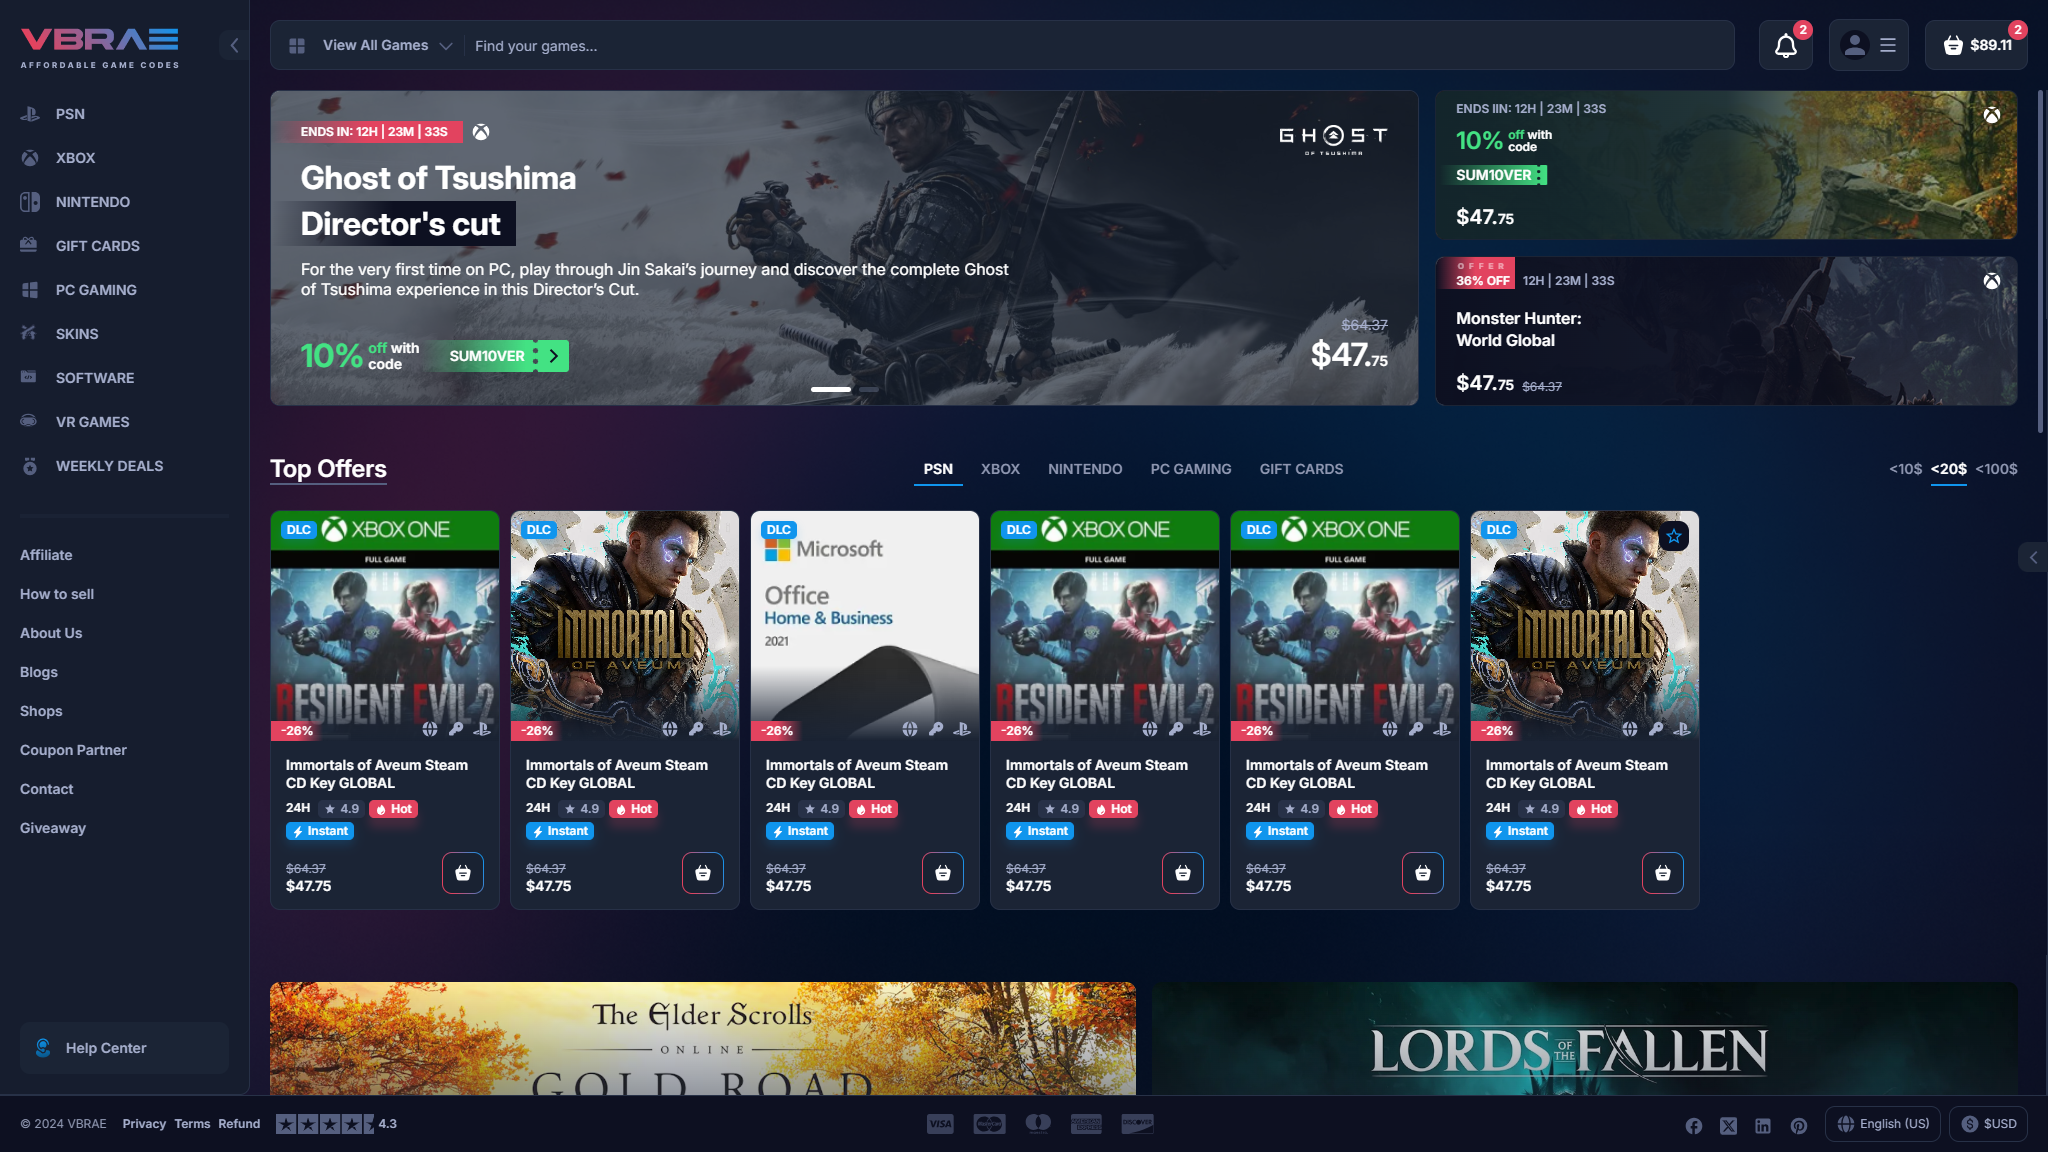 VBRAE
AFFORDABLE GAME CODES
PSN
XBOX
NINTENDO
GIFT CARDS
PC GAMING
SKINS
SOFTWARE
VR GAMES
WEEKLY DEALS
Affiliate
How to sell
About Us
Blogs
Shops
Coupon Partner
Contact
Giveaway
Help Center
View All Games
Find your games...
2
2
$89.11
ENDS IN: 12H | 23M | 33S
GHOST
OF TSUSHIMA
Ghost of Tsushima
Director's cut
For the very first time on PC, play through Jin Sakai's journey and discover the complete Ghost
of Tsushima experience in this Director's Cut.
10% off with code
SUM10VER
$64.37
$47.75
ENDS IIN: 12H | 23M | 33S
10% off with code
SUM10VER
$47.75
OFFER
36% OFF
12H | 23M | 33S
Monster Hunter:
World Global
$47.75 $64.37
Top Offers
PSN XBOX NINTENDO PC GAMING GIFT CARDS
<10$ <20$ <100$
DLC
XBOX ONE
FULL GAME
RESIDENT EVIL 2
-26%
Immortals of Aveum Steam
CD Key GLOBAL
24H 4.9 Hot
Instant
$64.37
$47.75
DLC
IMMORTALS
OF AVEUM
-26%
Immortals of Aveum Steam
CD Key GLOBAL
24H 4.9 Hot
Instant
$64.37
$47.75
DLC
Microsoft
Office
Home & Business
2021
-26%
Immortals of Aveum Steam
CD Key GLOBAL
24H 4.9 Hot
Instant
$64.37
$47.75
DLC
XBOX ONE
FULL GAME
RESIDENT EVIL 2
-26%
Immortals of Aveum Steam
CD Key GLOBAL
24H 4.9 Hot
Instant
$64.37
$47.75
DLC
XBOX ONE
FULL GAME
RESIDENT EVIL 2
-26%
Immortals of Aveum Steam
CD Key GLOBAL
24H 4.9 Hot
Instant
$64.37
$47.75
DLC
IMMORTALS
OF AVEUM
-26%
Immortals of Aveum Steam
CD Key GLOBAL
24H 4.9 Hot
Instant
$64.37
$47.75
The Elder Scrolls
ONLINE
GOLD ROAD
LORDS OF THE FALLEN
© 2024 VBRAE Privacy Terms Refund 4.3
VISA
DISCOVER
English (US)
$USD